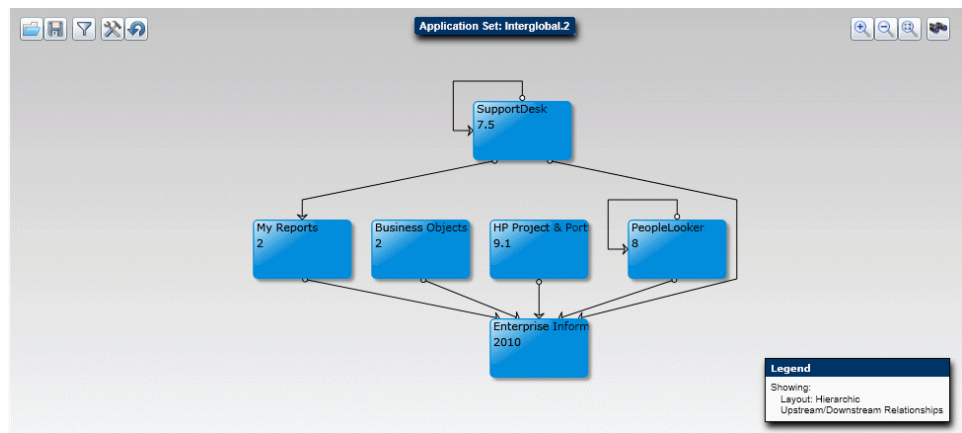 Application Set: Interglobal.2
SupportDesk
7.5
My Reports
2
Business Objects
2
HP Project & Port
9.1
PeopleLooker
8
Enterprise Inform
2010
Legend
Showing:
Layout: Hierarchic
Upstream/Downstream Relationships